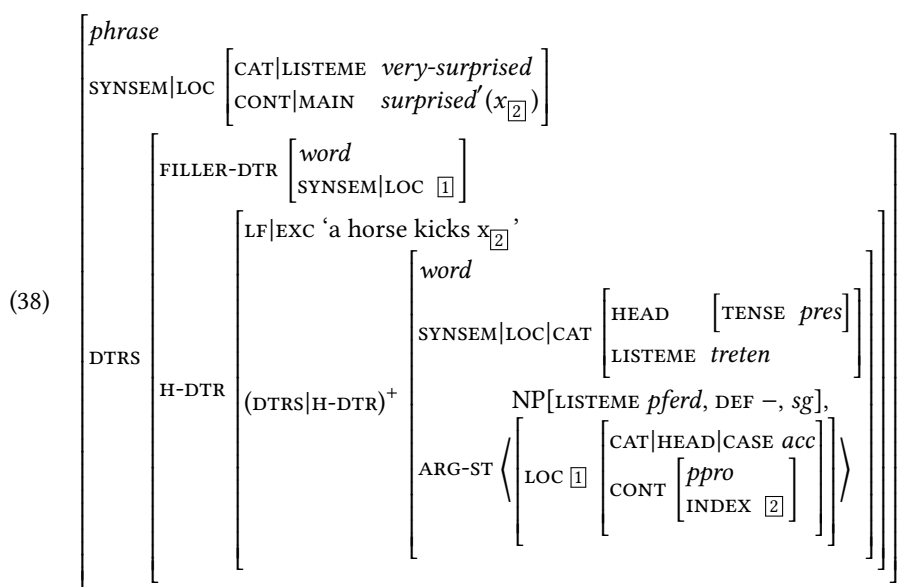 phrase
SYNSEM|LOC
CAT|LISTEME very-surprised
CONT|MAIN surprised′(x[2])
FILLER-DTR
word
SYNSEM|LOC [1]
LF|EXC ‘a horse kicks x[2]’
word
(38)
SYNSEM|LOC|CAT
HEAD [TENSE pres]
LISTEME treten
DTRS
H-DTR
(DTRS|H-DTR)+
NP[LISTEME pferd, DEF −, sg],
ARG-ST ⟨
LOC [1]
CAT|HEAD|CASE acc
CONT
ppro
INDEX [2]
⟩